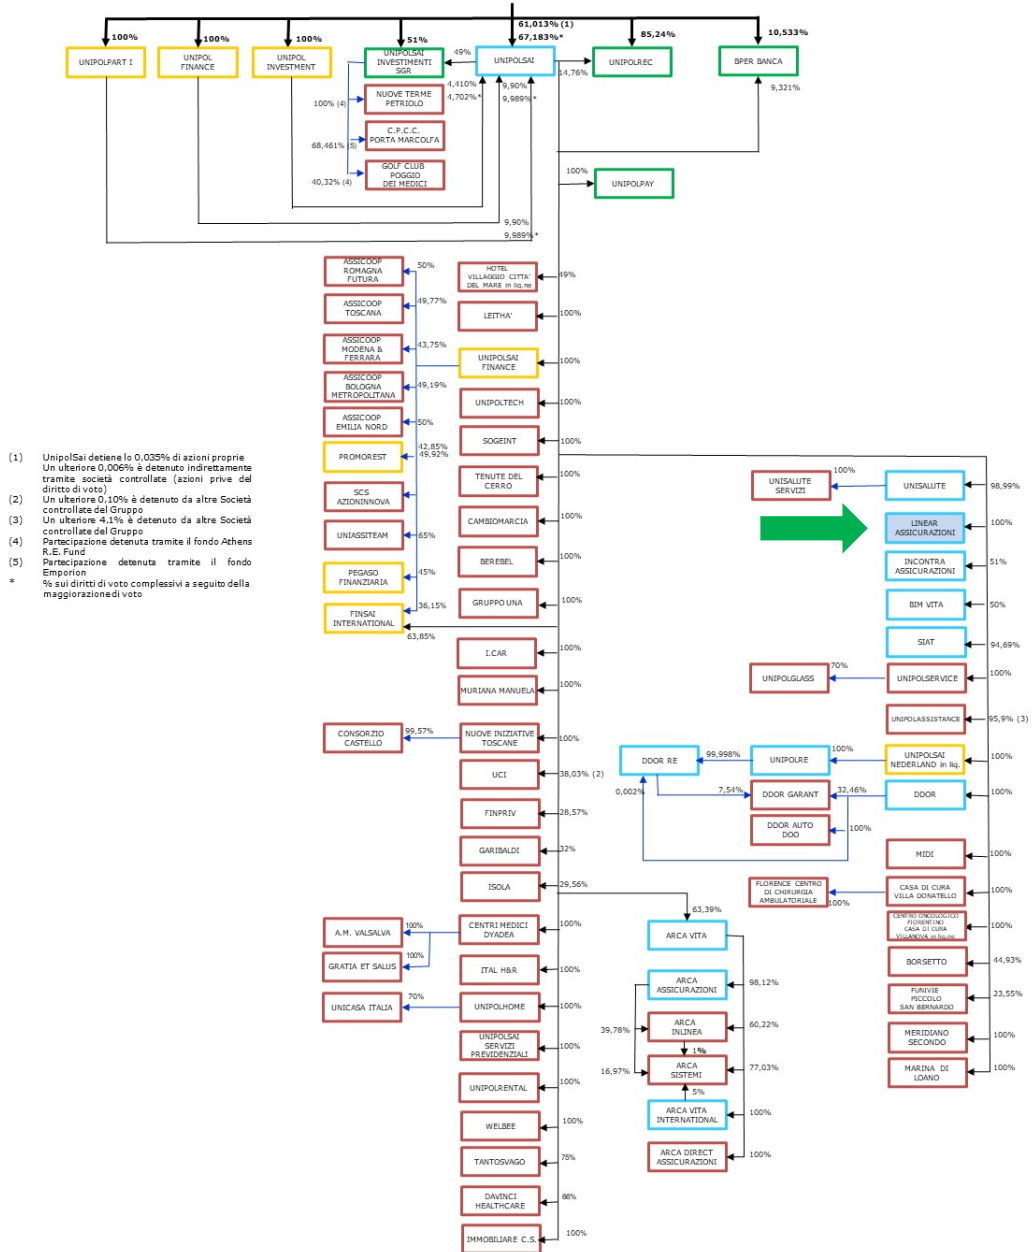 61,013% (1)
67,183%*
100%
100%
100%
51%
49%
85,24%
10,533%
UNIPOLPART I
UNIPOL
FINANCE
UNIPOL
INVESTMENT
UNIPOLSAI
INVESTIMENTI
SGR
UNIPOLSAI
14,76%
UNIPOLREC
BPER BANCA
9,321%
4,410%
4,702%*
9,90%
9,989%*
100% (4)
NUOVE TERME
PETRIOLO
C.P.C.C.
PORTA MARCOLFA
68,461% (5)
GOLF CLUB
POGGIO
DEI MEDICI
40,32% (4)
100%
UNIPOLPAY
9,90%
9,989%*
ASSICOOP
ROMAGNA
FUTURA
50%
HOTEL
VILLAGGIO CITTA'
DEL MARE in liq.ne
49%
ASSICOOP
TOSCANA
49,77%
LEITHA'
100%
ASSICOOP
MODENA &
FERRARA
43,75%
UNIPOLSAI
FINANCE
100%
ASSICOOP
BOLOGNA
METROPOLITANA
49,19%
UNIPOLTECH
100%
ASSICOOP
EMILIA NORD
50%
SOGEINT
100%
PROMOREST
42,85%
49,92%
TENUTE DEL
CERRO
100%
SCS
AZIONINNOVA
CAMBIOMARCIA
100%
UNIASSITEAM
65%
BEREBEL
100%
PEGASO
FINANZIARIA
45%
GRUPPO UNA
100%
FINSAI
INTERNATIONAL
36,15%
63,85%
(1) UnipolSai detiene lo 0,035% di azioni proprie
Un ulteriore 0,006% è detenuto indirettamente
tramite società controllate (azioni prive del
diritto di voto)
(2) Un ulteriore 0,10% è detenuto da altre Società
controllate del Gruppo
(3) Un ulteriore 4,1% è detenuto da altre Società
controllate del Gruppo
(4) Partecipazione detenuta tramite il fondo Athens
R.E. Fund
(5) Partecipazione detenuta tramite il fondo
Emporion
* % sui diritti di voto complessivi a seguito della
maggiorazione di voto
I.CAR
100%
MURIANA MANUELA
100%
CONSORZIO
CASTELLO
99,57%
NUOVE INIZIATIVE
TOSCANE
100%
UCI
38,03% (2)
FINPRIV
28,57%
GARIBALDI
32%
ISOLA
29,56%
A.M. VALSALVA
100%
CENTRI MEDICI
DYADEA
100%
GRATIA ET SALUS
100%
ITAL H&R
100%
UNICASA ITALIA
70%
UNIPOLHOME
100%
UNIPOLSAI
SERVIZI
PREVIDENZIALI
100%
UNIPOLRENTAL
100%
WELBEE
100%
TANTOSVAGO
75%
DAVINCI
HEALTHCARE
66%
IMMOBILIARE C.S.
100%
UNISALUTE
SERVIZI
100%
UNISALUTE
98,99%
LINEAR
ASSICURAZIONI
100%
INCONTRA
ASSICURAZIONI
51%
BIM VITA
50%
SIAT
94,69%
UNIPOLGLASS
70%
UNIPOLSERVICE
100%
UNIPOLASSISTANCE
95,9% (3)
DDOR RE
99,998%
UNIPOLRE
100%
UNIPOLSAI
NEDERLAND in liq.
100%
0,002%
7,54%
DDOR GARANT
32,46%
DDOR
100%
DDOR AUTO
DOO
100%
MIDI
100%
FLORENCE CENTRO
DI CHIRURGIA
AMBULATORIALE
100%
CASA DI CURA
VILLA DONATELLO
100%
CENTRO ONCOLOGICO
FIORENTINO
CASA DI CURA
VILLANOVA in liq.ne
100%
BORSETTO
44,93%
FUNIVIE
PICCOLO
SAN BERNARDO
23,55%
MERIDIANO
SECONDO
100%
MARINA DI
LOANO
100%
63,39%
ARCA VITA
ARCA
ASSICURAZIONI
98,12%
39,78%
ARCA
INLINEA
60,22%
1%
16,97%
ARCA
SISTEMI
77,03%
5%
ARCA VITA
INTERNATIONAL
100%
ARCA DIRECT
ASSICURAZIONI
100%